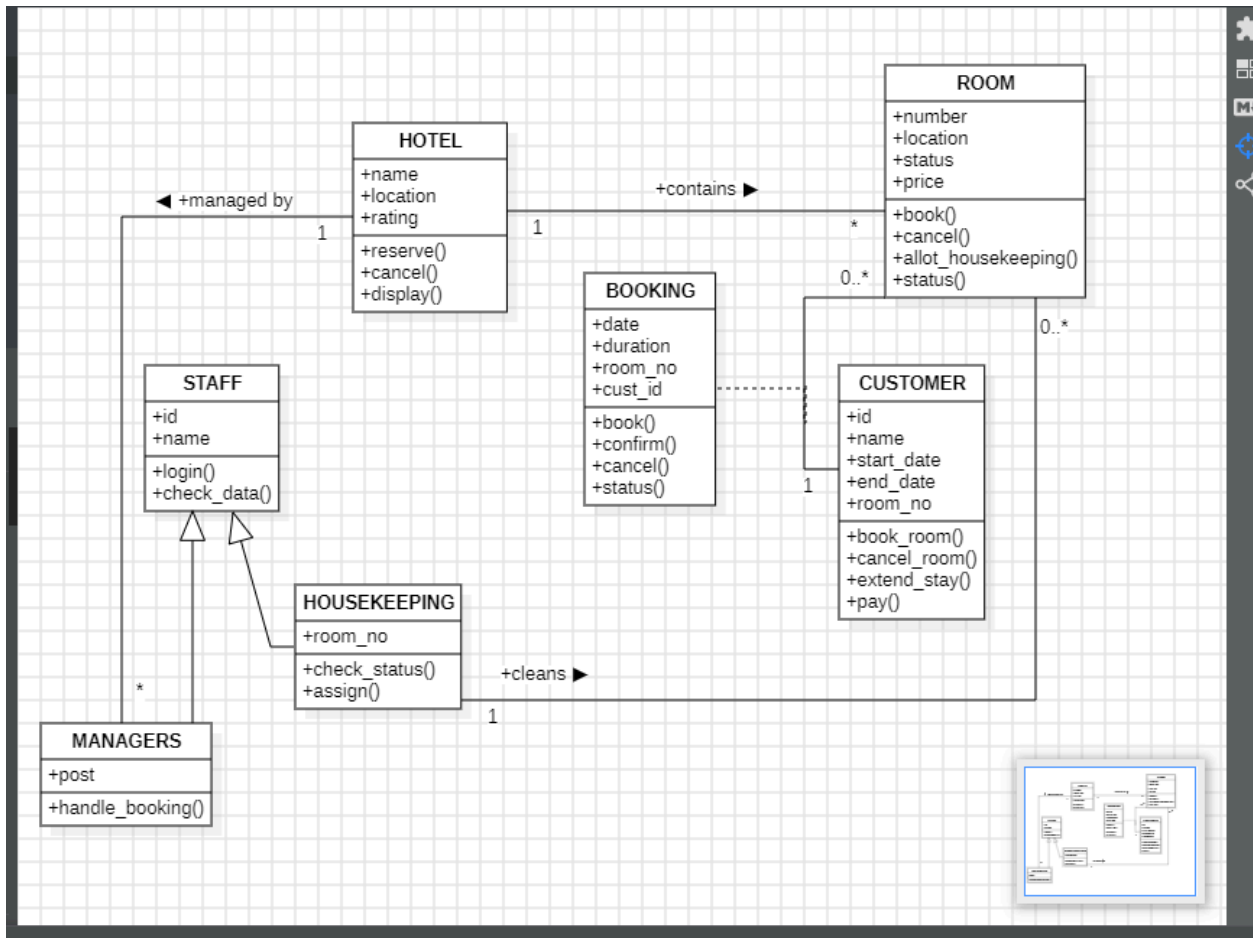 ROOM
+number
+location
+status
+price
+book()
+cancel()
+allot_housekeeping()
+status()
HOTEL
+name
+location
+rating
+reserve()
+cancel()
+display()
◀ +managed by
1
+contains ▶
1
*
0..*
0..*
BOOKING
+date
+duration
+room_no
+cust_id
+book()
+confirm()
+cancel()
+status()
STAFF
+id
+name
+login()
+check_data()
CUSTOMER
+id
+name
+start_date
+end_date
+room_no
+book_room()
+cancel_room()
+extend_stay()
+pay()
1
HOUSEKEEPING
+room_no
+check_status()
+assign()
+cleans ▶
1
*
MANAGERS
+post
+handle_booking()